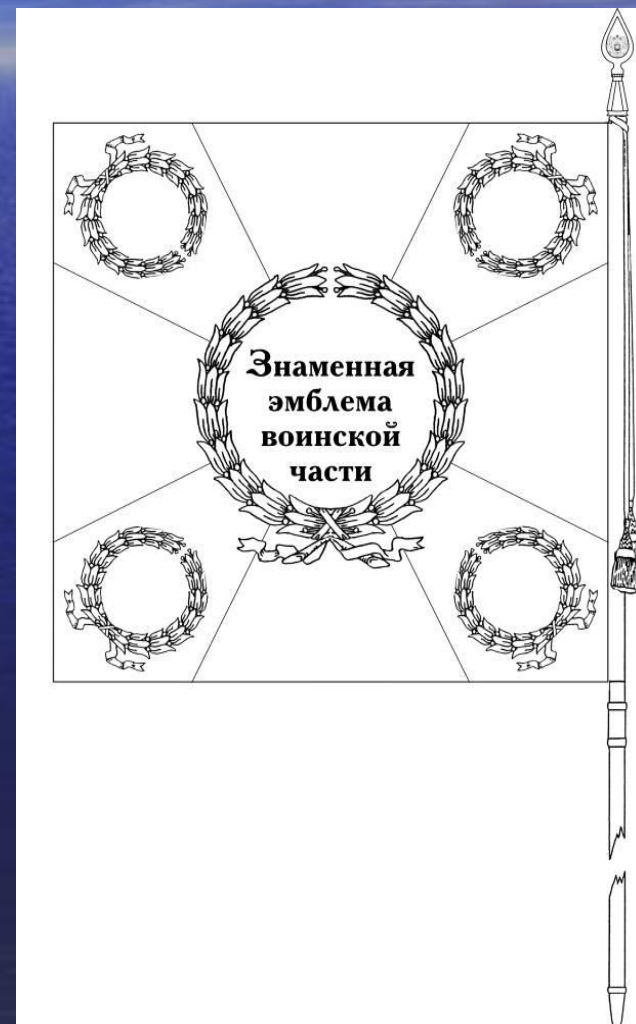 Знаменная
эмблема
воинской
части